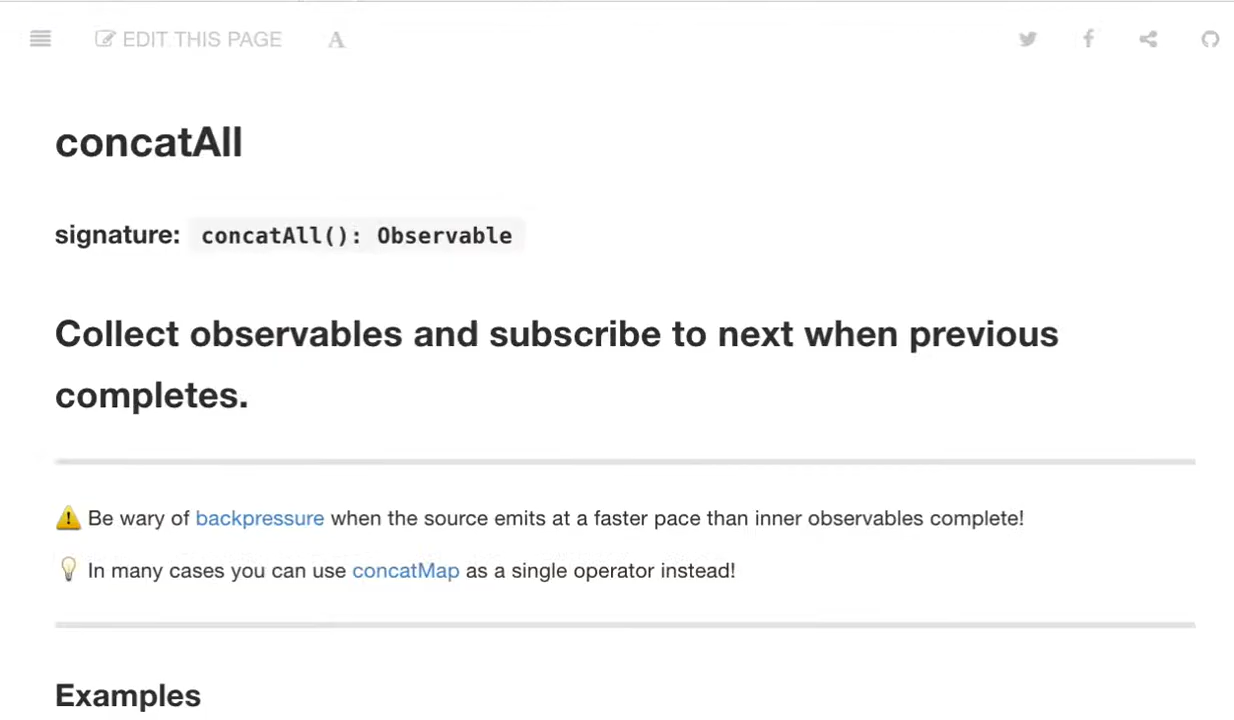 EDIT THIS PAGE A
concatAll
signature: concatAll(): Observable
Collect observables and subscribe to next when previous
completes.
⚠️ Be wary of backpressure when the source emits at a faster pace than inner observables complete!
💡 In many cases you can use concatMap as a single operator instead!
Examples